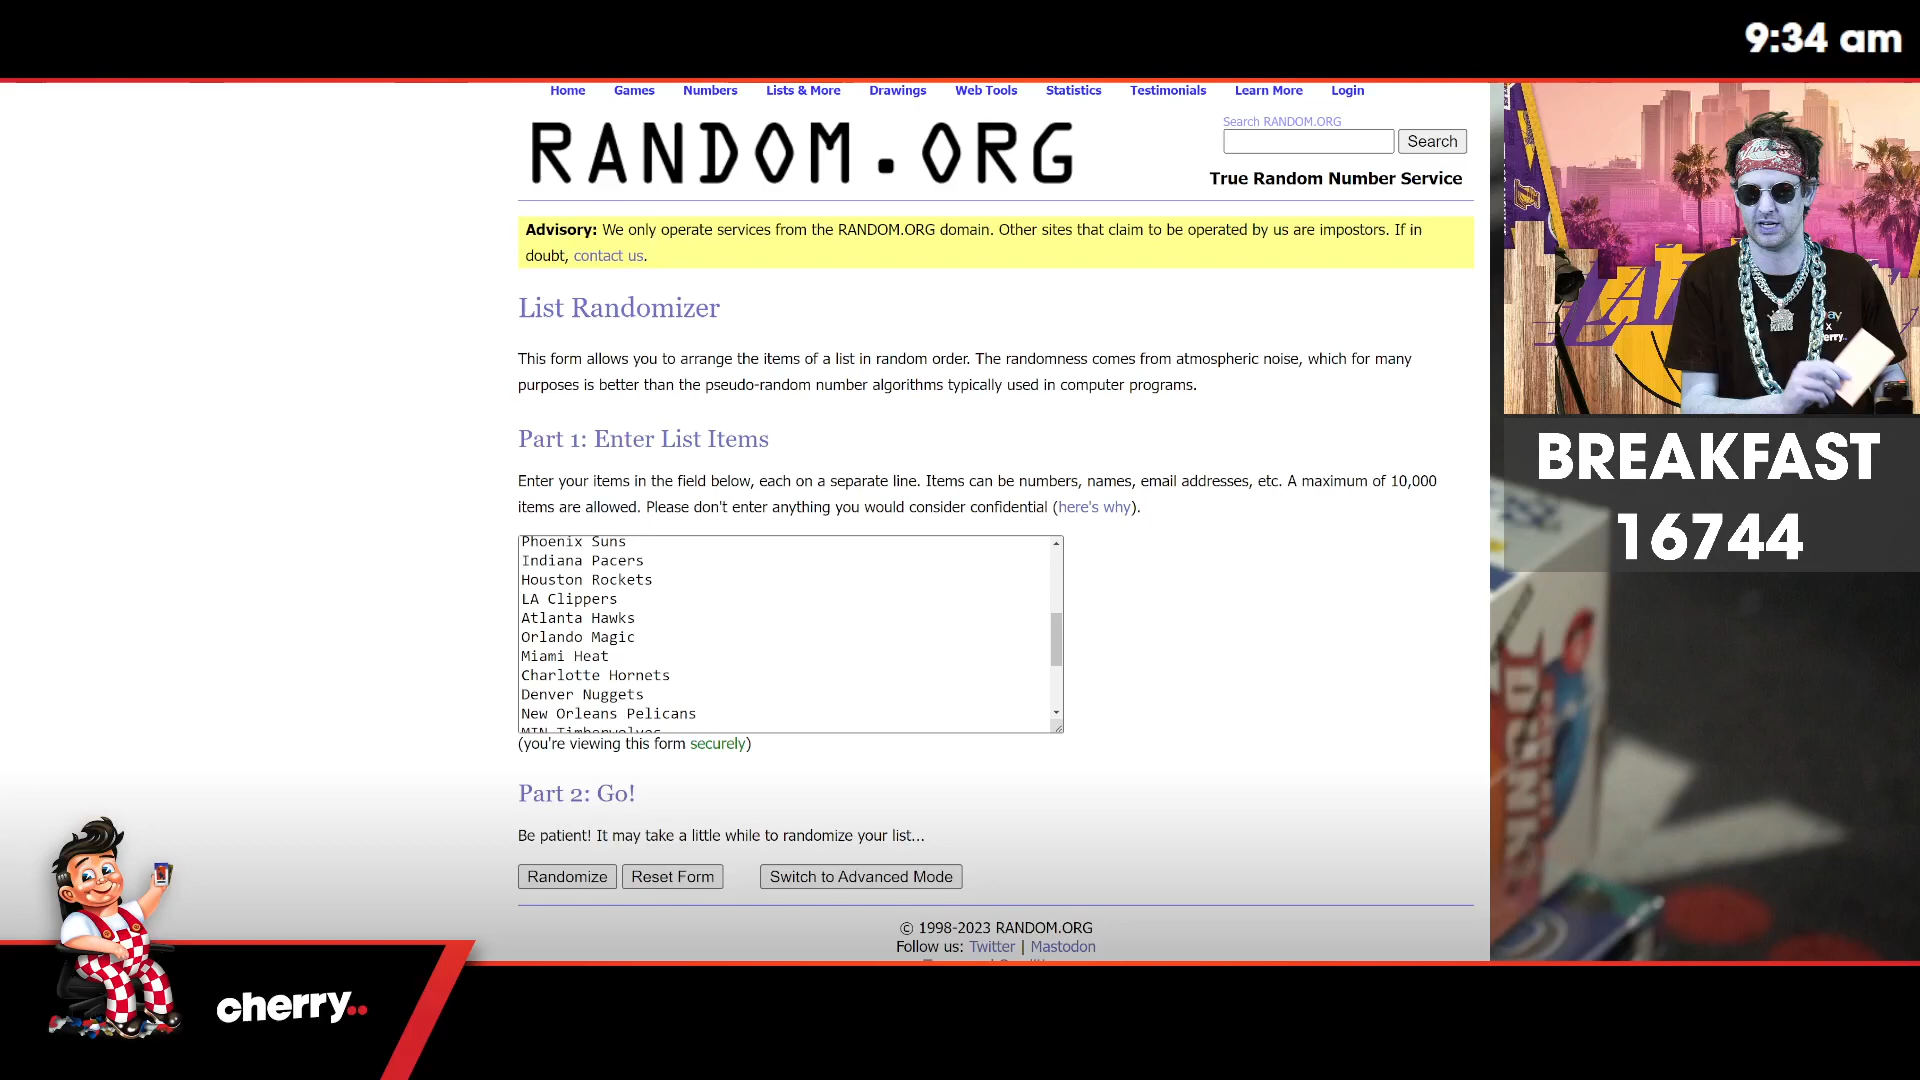 9:34 am
Home Games Numbers Lists & More Drawings Web Tools Statistics Testimonials Learn More Login
RANDOM.ORG
Search RANDOM.ORG
Search
True Random Number Service
Advisory: We only operate services from the RANDOM.ORG domain. Other sites that claim to be operated by us are impostors. If in
doubt, contact us.
List Randomizer
This form allows you to arrange the items of a list in random order. The randomness comes from atmospheric noise, which for many
purposes is better than the pseudo-random number algorithms typically used in computer programs.
Part 1: Enter List Items
Enter your items in the field below, each on a separate line. Items can be numbers, names, email addresses, etc. A maximum of 10,000
items are allowed. Please don't enter anything you would consider confidential (here's why).
Phoenix Suns
Indiana Pacers
Houston Rockets
LA Clippers
Atlanta Hawks
Orlando Magic
Miami Heat
Charlotte Hornets
Denver Nuggets
New Orleans Pelicans
MIN Timberwolves
(you're viewing this form securely)
Part 2: Go!
Be patient! It may take a little while to randomize your list...
Randomize Reset Form Switch to Advanced Mode
© 1998-2023 RANDOM.ORG
Follow us: Twitter | Mastodon
KING
BREAKFAST
16744
cherry..